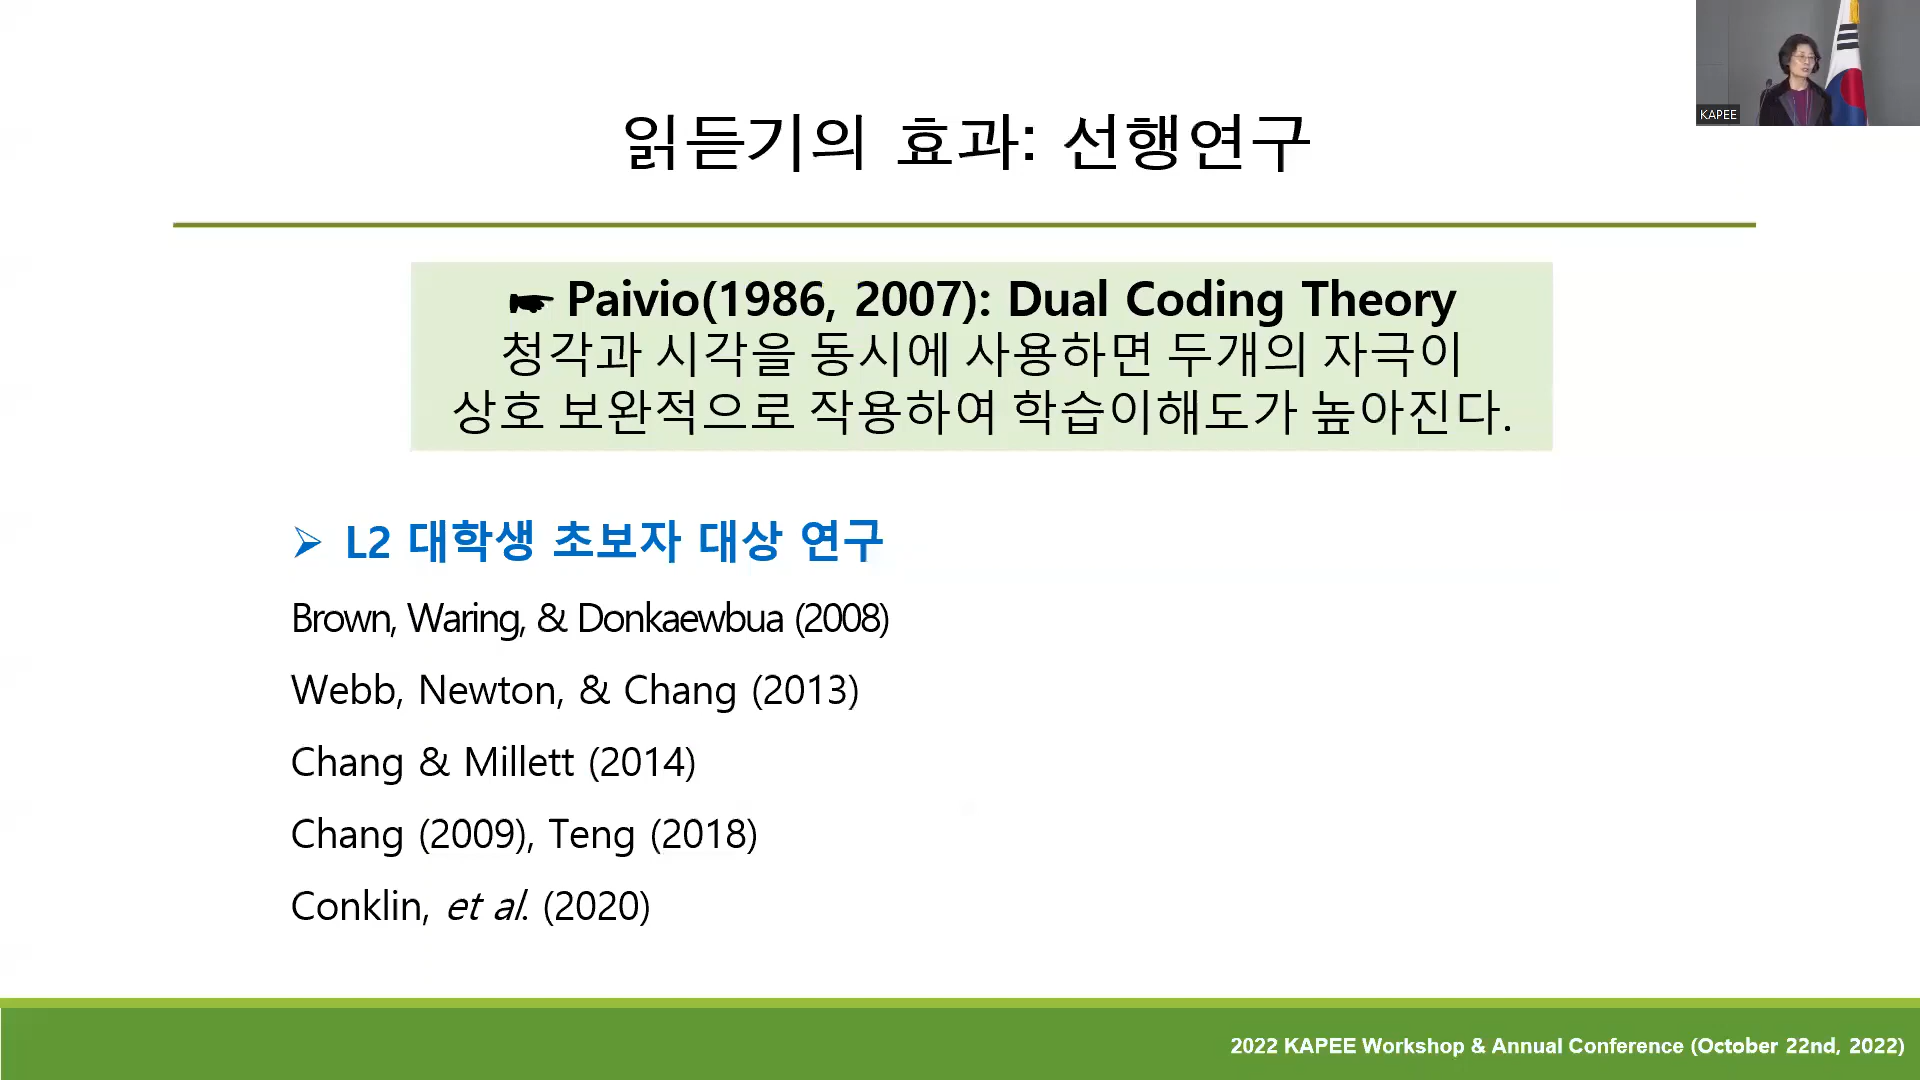 KAPEE
읽듣기의 효과: 선행연구
☛ Paivio(1986, 2007): Dual Coding Theory
청각과 시각을 동시에 사용하면 두개의 자극이
상호 보완적으로 작용하여 학습이해도가 높아진다.
➢ L2 대학생 초보자 대상 연구
Brown, Waring, & Donkaewbua (2008)
Webb, Newton, & Chang (2013)
Chang & Millett (2014)
Chang (2009), Teng (2018)
Conklin, et al. (2020)
2022 KAPEE Workshop & Annual Conference (October 22nd, 2022)